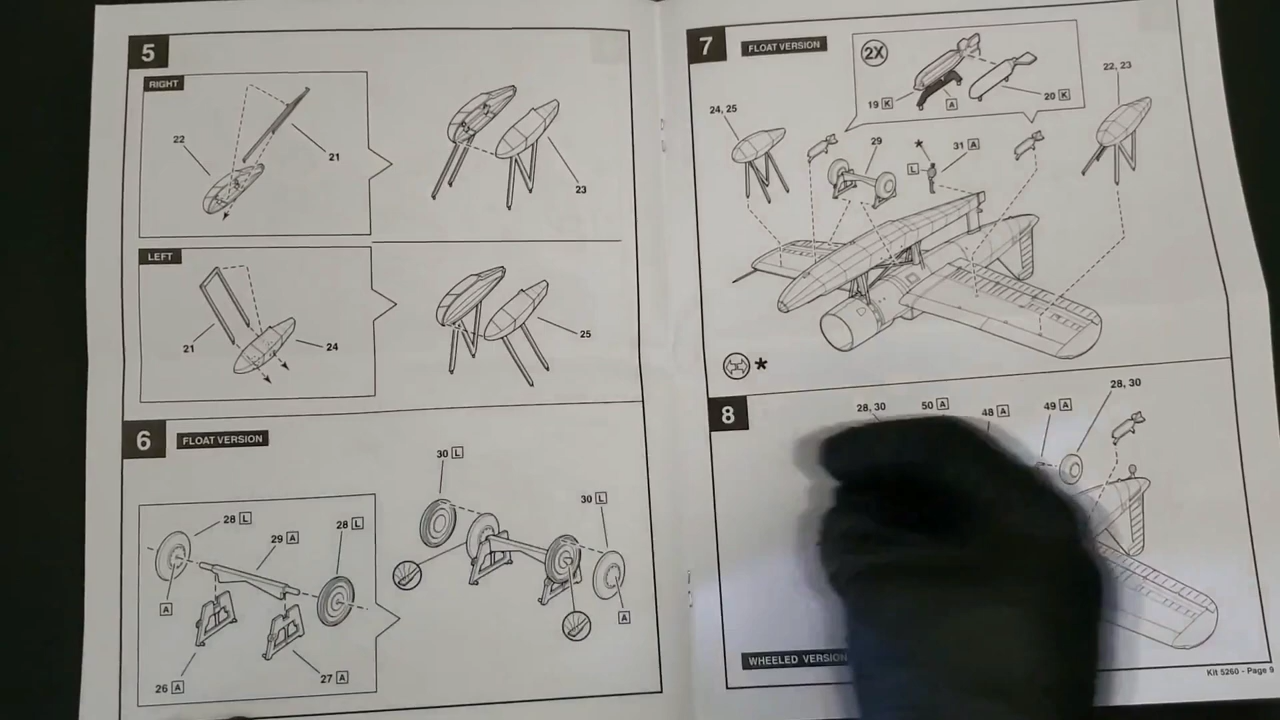 5
RIGHT
22
21
23
LEFT
21
24
25
6
FLOAT VERSION
30 L
30 L
28 L
29 A
28 L
A
A
26 A
27 A
7
FLOAT VERSION
2X
19 K
A
20 K
22, 23
24, 25
29
*
31 A
L
*
8
28, 30
50 A
48 A
49 A
28, 30
WHEELED VERSION
Kit 5260 - Page 9